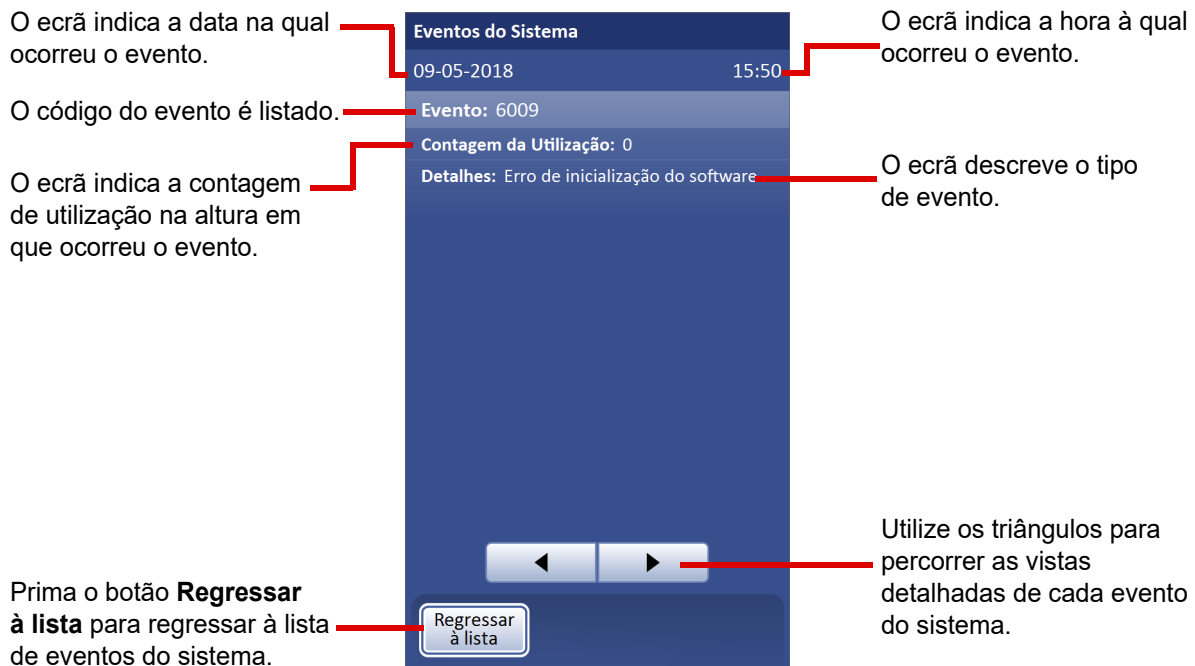 O ecrã indica a data na qual
ocorreu o evento.
O código do evento é listado.
O ecrã indica a contagem
de utilização na altura em
que ocorreu o evento.
Prima o botão Regressar
à lista para regressar à lista
de eventos do sistema.
Eventos do Sistema
09-05-2018 15:50
Evento: 6009
Contagem da Utilização: 0
Detalhes: Erro de inicialização do software
Regressar
à lista
O ecrã indica a hora à qual
ocorreu o evento.
O ecrã descreve o tipo
de evento.
Utilize os triângulos para
percorrer as vistas
detalhadas de cada evento
do sistema.